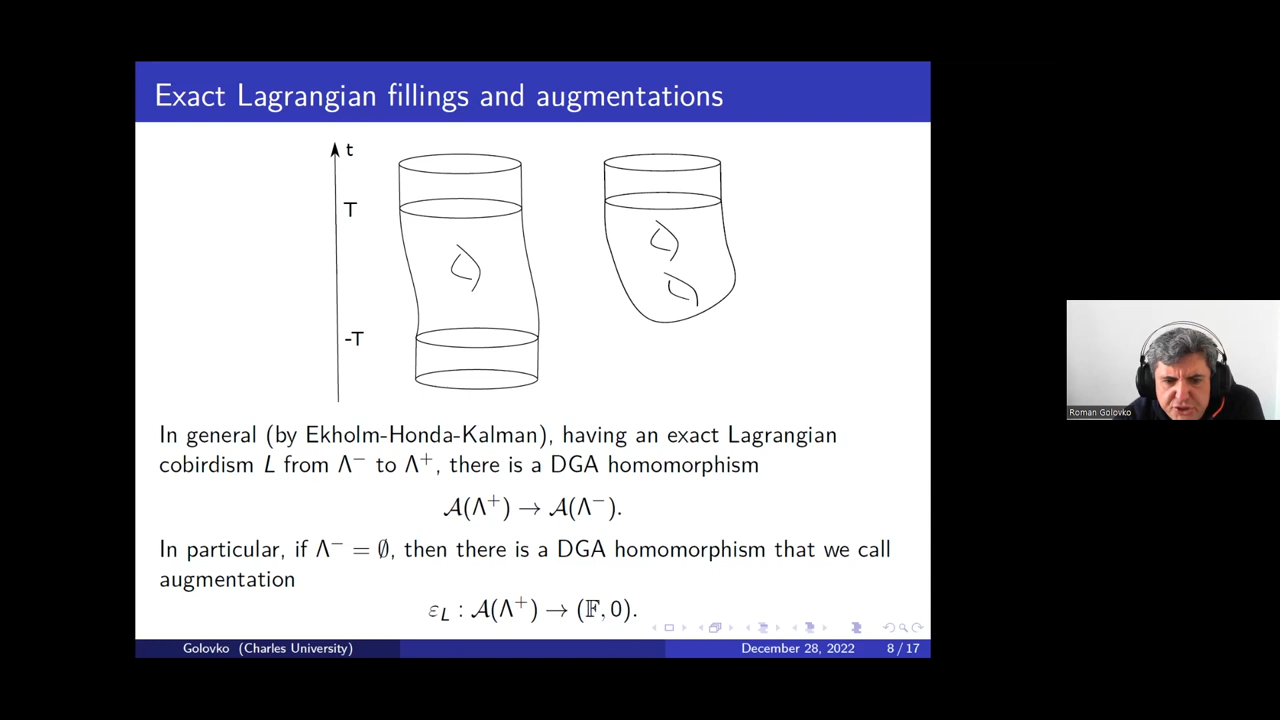 Exact Lagrangian fillings and augmentations
t
T
-T
In general (by Ekholm-Honda-Kalman), having an exact Lagrangian
cobirdism L from Λ⁻ to Λ⁺, there is a DGA homomorphism
𝒜(Λ⁺) → 𝒜(Λ⁻).
In particular, if Λ⁻ = ∅, then there is a DGA homomorphism that we call
augmentation
ε_L : 𝒜(Λ⁺) → (𝔽, 0).
Golovko (Charles University) December 28, 2022 8 / 17
Roman Golovko